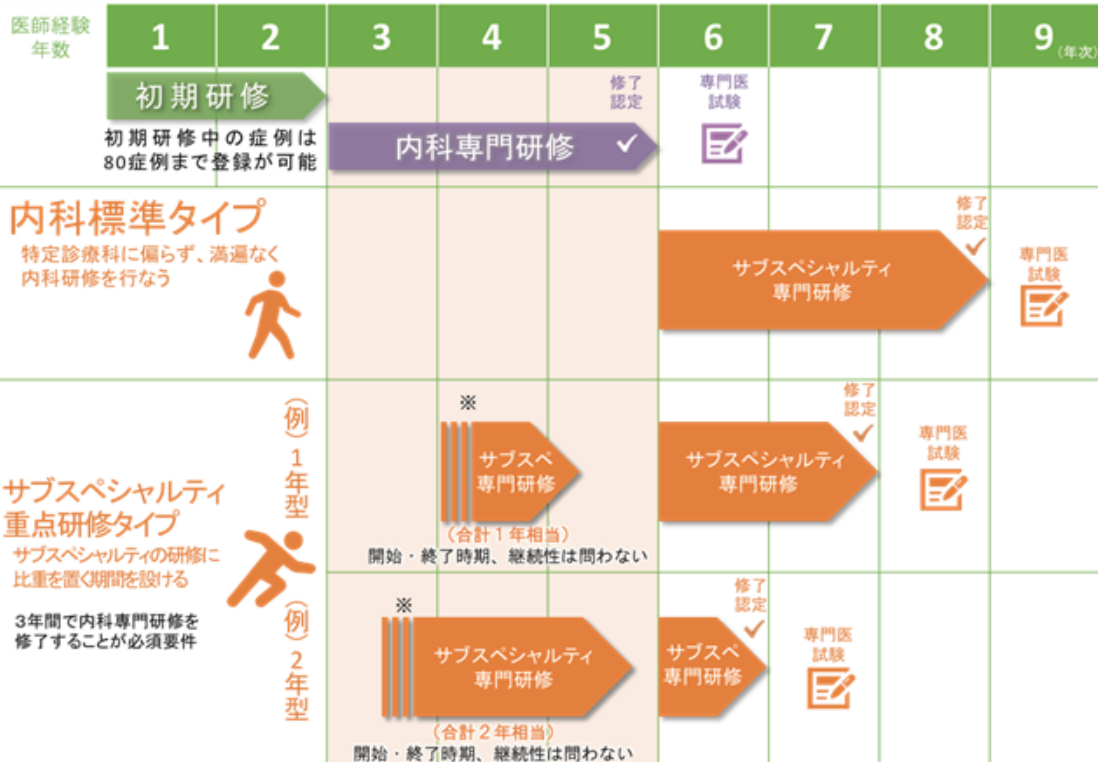 医師経験
年数
1 2 3 4 5 6 7 8 9(年次)
初期研修
初期研修中の症例は
80症例まで登録が可能
修了
認定
内科専門研修
専門医
試験
内科標準タイプ
特定診療科に偏らず、満遍なく
内科研修を行なう
サブスペシャルティ
専門研修
修了
認定
専門医
試験
サブスペシャルティ
重点研修タイプ
サブスペシャルティの研修に
比重を置く期間を設ける
3年間で内科専門研修を
修了することが必須要件
(例)1年型
※
サブスペ
専門研修
(合計1年相当)
開始・終了時期、継続性は問わない
サブスペシャルティ
専門研修
修了
認定
専門医
試験
(例)2年型
※
サブスペシャルティ
専門研修
(合計2年相当)
開始・終了時期、継続性は問わない
サブスペ
専門研修
修了
認定
専門医
試験